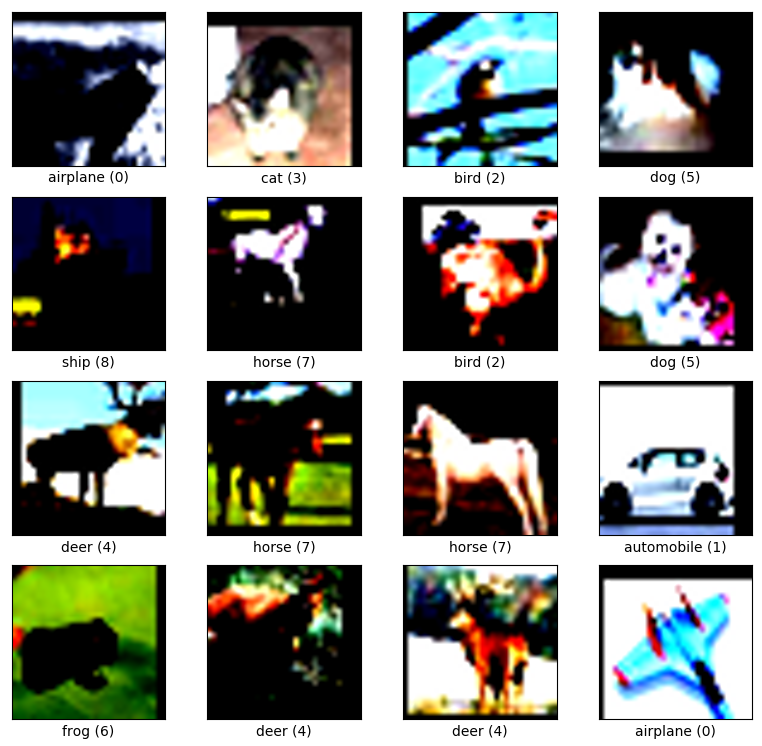 airplane (0)
cat (3)
bird (2)
dog (5)
ship (8)
horse (7)
bird (2)
dog (5)
deer (4)
horse (7)
horse (7)
automobile (1)
frog (6)
deer (4)
deer (4)
airplane (0)